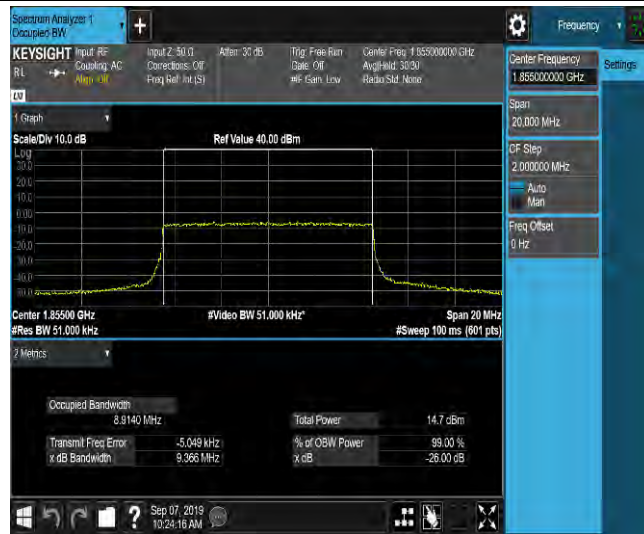 Spectrum Analyzer 1
Occupied BW
KEYSIGHT
RL
Input: RF
Coupling: AC
Align: Off
Input Z: 50 Ω
Corrections: Off
Freq Ref: Int (S)
Atten: 30 dB
Trig: Free Run
Gate: Off
#IF Gain: Low
Center Freq: 1.855000000 GHz
Avg|Hold: 30/30
Radio Std: None
LXI
1 Graph
Scale/Div 10.0 dB
Ref Value 40.00 dBm
Log
30.0
20.0
10.0
0.00
-10.0
-20.0
-30.0
-40.0
-50.0
Center 1.85500 GHz
#Video BW 51.000 kHz*
Span 20 MHz
#Res BW 51.000 kHz
#Sweep 100 ms (601 pts)
2 Metrics
Occupied Bandwidth
8.9140 MHz
Total Power
14.7 dBm
Transmit Freq Error
-5.049 kHz
% of OBW Power
99.00 %
x dB Bandwidth
9.366 MHz
x dB
-26.00 dB
?
Sep 07, 2019
10:24:16 AM
Frequency
Settings
Center Frequency
1.855000000 GHz
Span
20.000 MHz
CF Step
2.000000 MHz
Auto
Man
Freq Offset
0 Hz